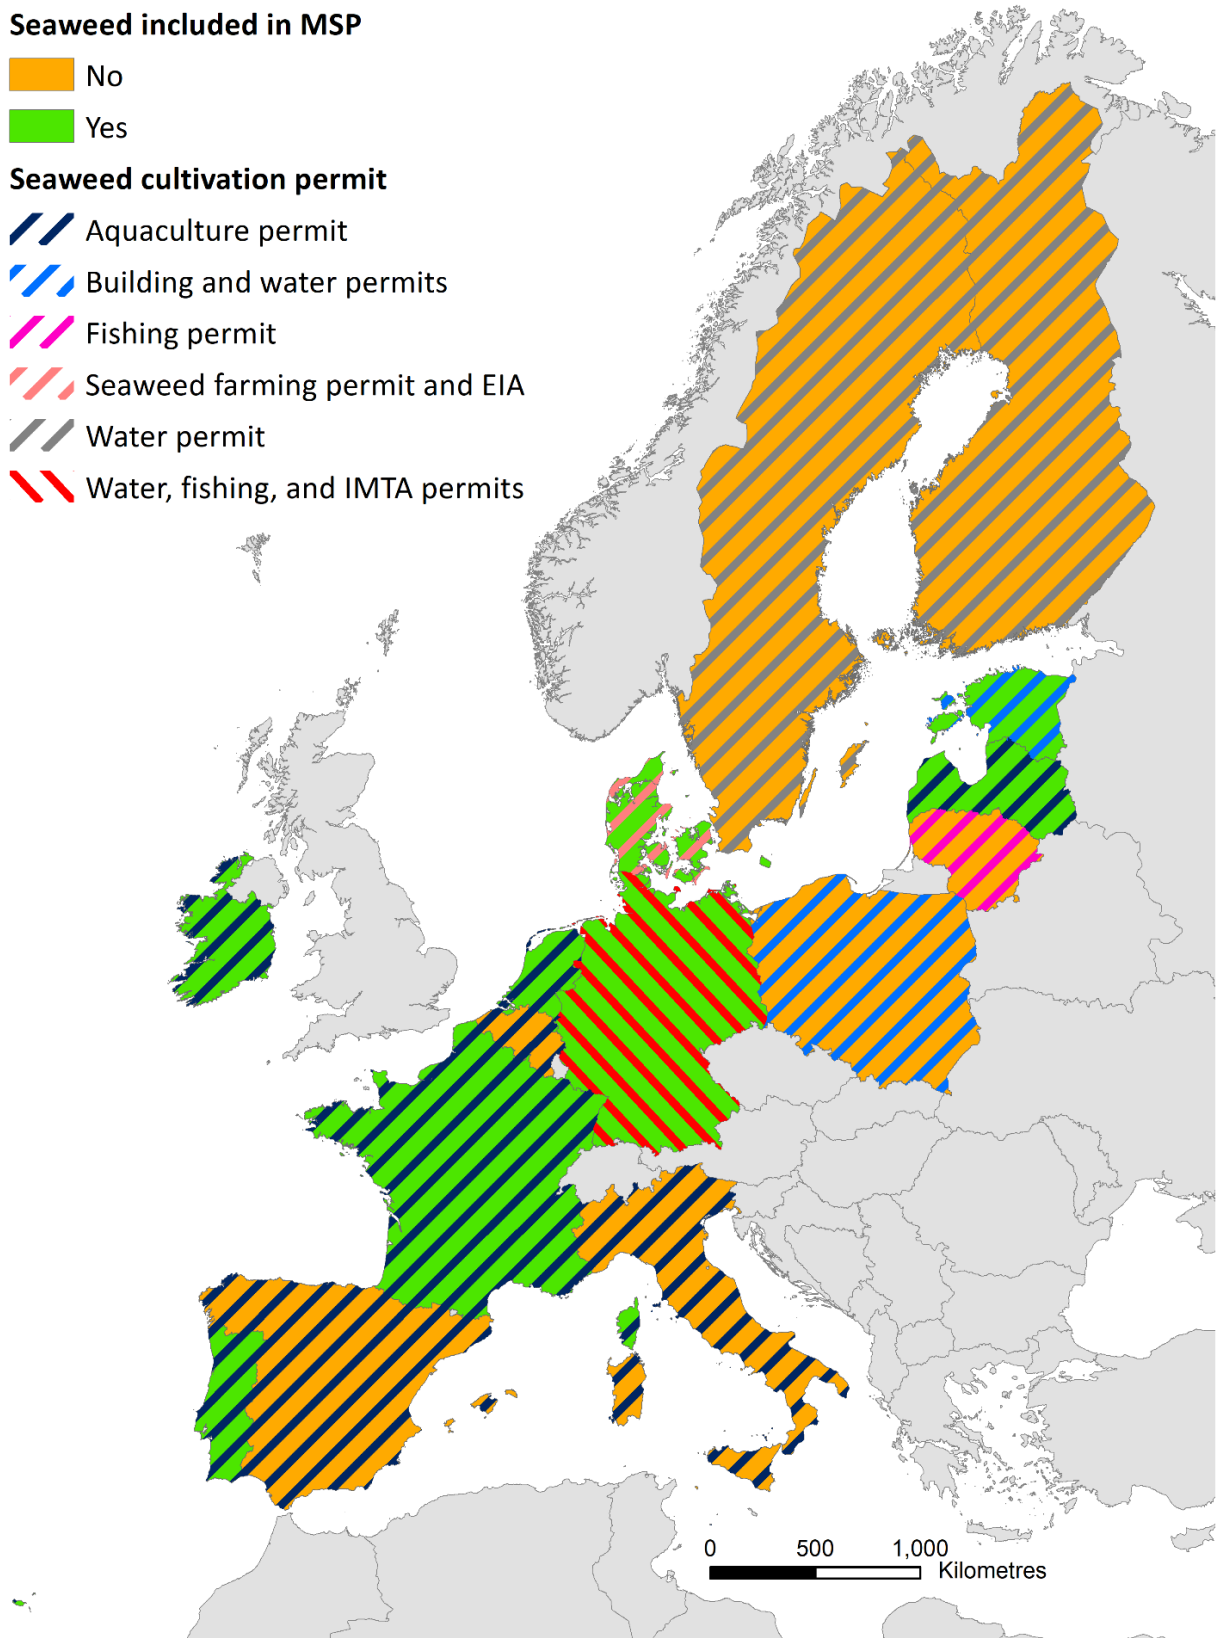 Seaweed included in MSP
No
Yes
Seaweed cultivation permit
Aquaculture permit
Building and water permits
Fishing permit
Seaweed farming permit and EIA
Water permit
Water, fishing, and IMTA permits
0 500 1,000
Kilometres